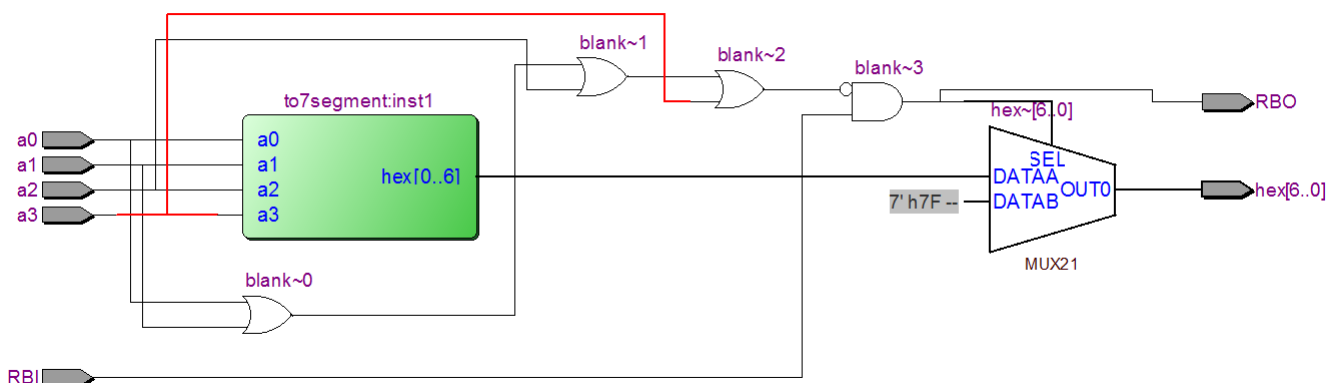 blank~1
blank~2
blank~3
to7segment:inst1
hex~[6..0]
RBO
a0
a1
a2
a3
a0
a1
a2
a3
hex[0..6]
SEL
DATAA
OUT0
DATAB
7' h7F --
hex[6..0]
MUX21
blank~0
RBI